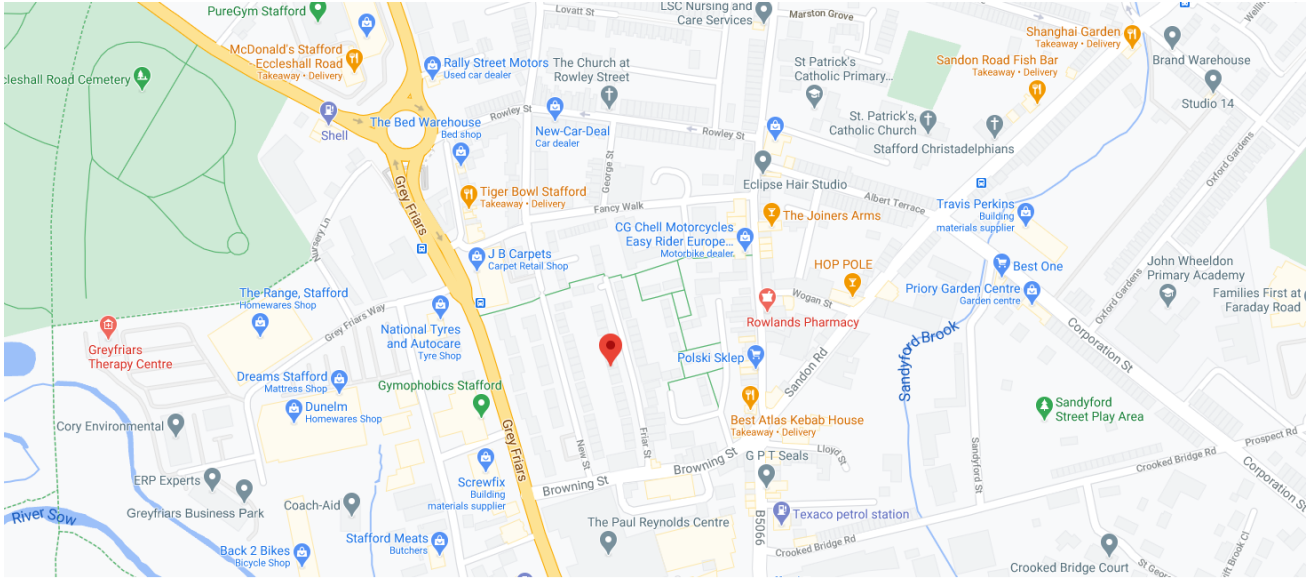 PureGym Stafford
Lovatt St
LSC Nursing and
Care Services
Marston Grove
Shanghai Garden
Takeaway • Delivery
McDonald's Stafford
Eccleshall Road
Takeaway • Delivery
Rally Street Motors
Used car dealer
The Church at
Rowley Street
St Patrick's
Catholic Primary...
Sandon Road Fish Bar
Takeaway • Delivery
Brand Warehouse
Studio 14
ccleshall Road Cemetery
Shell
The Bed Warehouse
Bed shop
Rowley St
New-Car-Deal
Car dealer
Rowley St
St. Patrick's,
Catholic Church
Stafford Christadelphians
Oxford Gardens
Grey Friars
George St
Eclipse Hair Studio
Albert Terrace
Tiger Bowl Stafford
Takeaway • Delivery
Fancy Walk
The Joiners Arms
Travis Perkins
Building
materials supplier
Nursery Ln
CG Chell Motorcycles
Easy Rider Europe...
Motorbike dealer
J B Carpets
Carpet Retail Shop
HOP POLE
Best One
John Wheeldon
Primary Academy
The Range, Stafford
Homewares Shop
Grey Friars Way
Wogan St
Priory Garden Centre
Garden centre
Oxford Gardens
Families First at
Faraday Road
Greyfriars
Therapy Centre
National Tyres
and Autocare
Tyre Shop
Rowlands Pharmacy
Sandyford Brook
Corporation St
Polski Sklep
Sandon Rd
Dreams Stafford
Mattress Shop
Gymophobics Stafford
Dunelm
Homewares Shop
Best Atlas Kebab House
Takeaway • Delivery
Sandyford
Street Play Area
Cory Environmental
Grey Friars
New St
Friar St
Browning St
G P T Seals
Lloyd St
Sandyford St
Crooked Bridge Rd
Prospect Rd
Corporation St
ERP Experts
Greyfriars Business Park
Screwfix
Building
materials supplier
Browning St
Coach-Aid
River Sow
The Paul Reynolds Centre
B5066
Texaco petrol station
Back 2 Bikes
Bicycle Shop
Stafford Meats
Butchers
Crooked Bridge Rd
Crooked Bridge Court